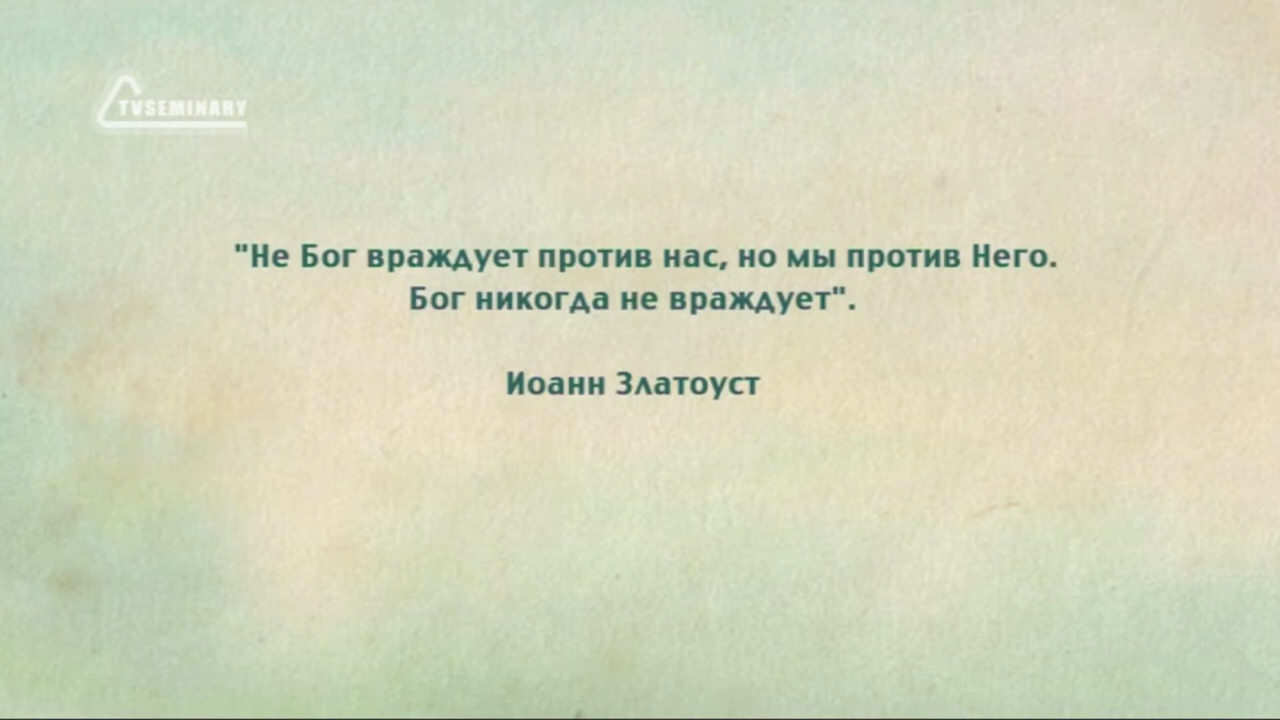 TVSEMINARY
"Не Бог враждует против нас, но мы против Него.
Бог никогда не враждует".
Иоанн Златоуст